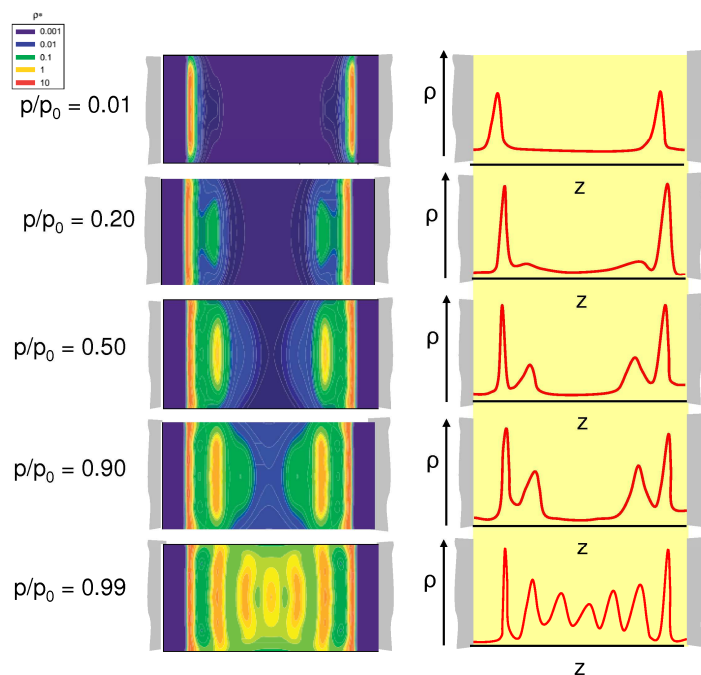 ρ*
0.001
0.01
0.1
1
10
p/p0 = 0.01
ρ
z
p/p0 = 0.20
ρ
z
p/p0 = 0.50
ρ
z
p/p0 = 0.90
ρ
z
p/p0 = 0.99
ρ
z